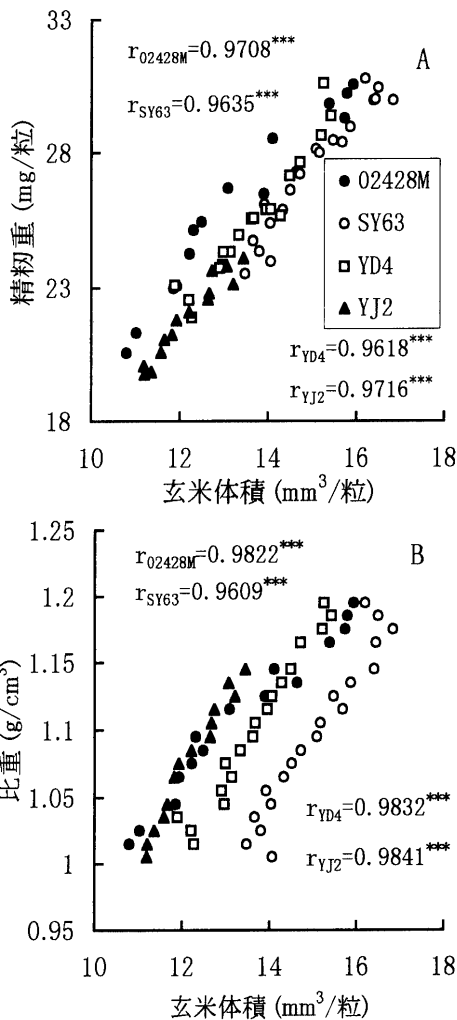 A
r02428M=0.9708***
rSY63=0.9635***
33
28
23
18
精籾重 (mg/粒)
02428M
SY63
YD4
YJ2
rYD4=0.9618***
rYJ2=0.9716***
10 12 14 16 18
玄米体積 (mm³/粒)
B
r02428M=0.9822***
rSY63=0.9609***
1.25
1.2
1.15
1.1
1.05
1
0.95
比重 (g/cm³)
rYD4=0.9832***
rYJ2=0.9841***
10 12 14 16 18
玄米体積 (mm³/粒)